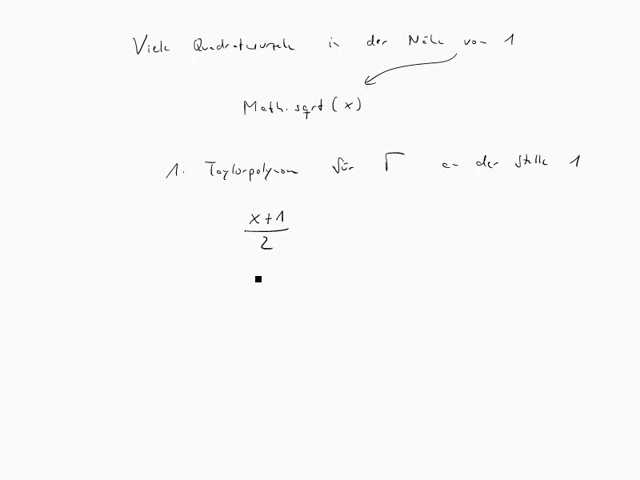 Viele Quadratwurzeln in der Nähe von 1
Math.sqrt(x)
1. Taylorpolynom für √ an der Stelle 1
x+1
2